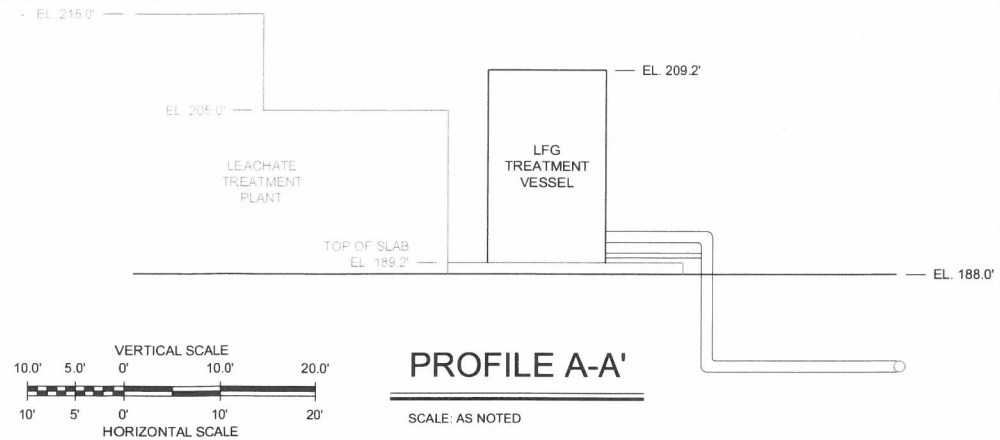 EL. 215.0'
EL. 209.2'
EL. 205.0'
LFG
TREATMENT
VESSEL
LEACHATE
TREATMENT
PLANT
TOP OF SLAB
EL. 189.2'
EL. 188.0'
VERTICAL SCALE
10.0' 5.0' 0' 10.0' 20.0'
10' 5' 0' 10' 20'
HORIZONTAL SCALE
PROFILE A-A'
SCALE: AS NOTED